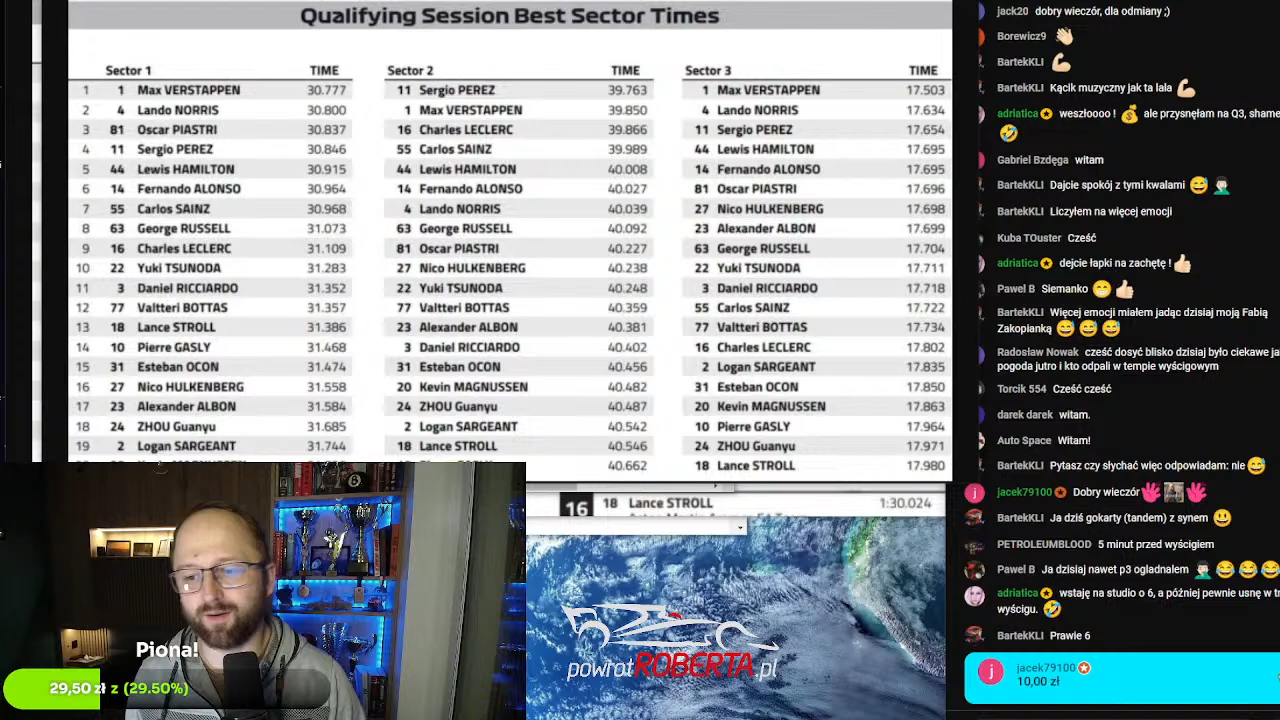 Qualifying Session Best Sector Times
Sector 1 TIME
1 1 Max VERSTAPPEN 30.777
2 4 Lando NORRIS 30.800
3 81 Oscar PIASTRI 30.837
4 11 Sergio PEREZ 30.846
5 44 Lewis HAMILTON 30.915
6 14 Fernando ALONSO 30.964
7 55 Carlos SAINZ 30.968
8 63 George RUSSELL 31.073
9 16 Charles LECLERC 31.109
10 22 Yuki TSUNODA 31.283
11 3 Daniel RICCIARDO 31.352
12 77 Valtteri BOTTAS 31.357
13 18 Lance STROLL 31.386
14 10 Pierre GASLY 31.468
15 31 Esteban OCON 31.474
16 27 Nico HULKENBERG 31.558
17 23 Alexander ALBON 31.584
18 24 ZHOU Guanyu 31.685
19 2 Logan SARGEANT 31.744
Sector 2 TIME
11 Sergio PEREZ 39.763
1 Max VERSTAPPEN 39.850
16 Charles LECLERC 39.866
55 Carlos SAINZ 39.989
44 Lewis HAMILTON 40.008
14 Fernando ALONSO 40.027
4 Lando NORRIS 40.039
63 George RUSSELL 40.092
81 Oscar PIASTRI 40.227
27 Nico HULKENBERG 40.238
22 Yuki TSUNODA 40.248
77 Valtteri BOTTAS 40.359
23 Alexander ALBON 40.381
3 Daniel RICCIARDO 40.402
31 Esteban OCON 40.456
20 Kevin MAGNUSSEN 40.482
24 ZHOU Guanyu 40.487
2 Logan SARGEANT 40.542
18 Lance STROLL 40.546
40.662
Sector 3 TIME
1 Max VERSTAPPEN 17.503
4 Lando NORRIS 17.634
11 Sergio PEREZ 17.654
44 Lewis HAMILTON 17.695
14 Fernando ALONSO 17.695
81 Oscar PIASTRI 17.696
27 Nico HULKENBERG 17.698
23 Alexander ALBON 17.699
63 George RUSSELL 17.704
22 Yuki TSUNODA 17.711
3 Daniel RICCIARDO 17.718
55 Carlos SAINZ 17.722
77 Valtteri BOTTAS 17.734
16 Charles LECLERC 17.802
2 Logan SARGEANT 17.835
31 Esteban OCON 17.850
20 Kevin MAGNUSSEN 17.863
10 Pierre GASLY 17.964
24 ZHOU Guanyu 17.971
18 Lance STROLL 17.980
16 18 Lance STROLL 1:30.024
powrotROBERTA.pl
Piona!
29,50 zł z (29.50%)
jack20 dobry wieczór, dla odmiany ;)
Borewicz9 👋🏻
BartekKLI 💪🏻
BartekKLI Kącik muzyczny jak ta lala 💪🏻
adriatica weszłoooo ! 💰 ale przysnęłam na Q3, shame
🤣
Gabriel Bzdęga witam
BartekKLI Dajcie spokój z tymi kwalami 😅 🤦🏻‍♂️
BartekKLI Liczyłem na więcej emocji
Kuba TOuster Cześć
adriatica dejcie łapki na zachętę ! 👍🏻
Pawel B Siemanko 😁 👍🏻
BartekKLI Więcej emocji miałem jadąc dzisiaj moją Fabią
Zakopianką 😅 😅 😅
Radosław Nowak cześć dosyć blisko dzisiaj było ciekawe ja
pogoda jutro i kto odpali w tempie wyścigowym
Torcik 554 Cześć cześć
darek darek witam.
Auto Space Witam!
BartekKLI Pytasz czy słychać więc odpowiadam: nie 😅
jacek79100 Dobry wieczór
BartekKLI Ja dziś gokarty (tandem) z synem 😃
PETROLEUMBLOOD 5 minut przed wyścigiem
Pawel B Ja dzisiaj nawet p3 ogladnalem 🤦🏻‍♂️ 😂 😂 😂
adriatica wstaję na studio o 6, a później pewnie usnę w tr
wyścigu. 🤣
BartekKLI Prawie 6
jacek79100
10,00 zł